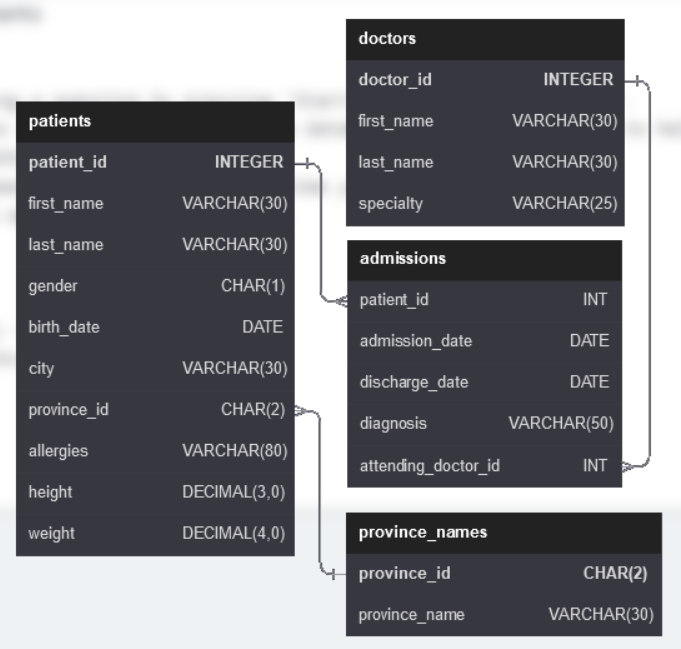 doctors
doctor_id INTEGER
first_name VARCHAR(30)
last_name VARCHAR(30)
specialty VARCHAR(25)
patients
patient_id INTEGER
first_name VARCHAR(30)
last_name VARCHAR(30)
gender CHAR(1)
birth_date DATE
city VARCHAR(30)
province_id CHAR(2)
allergies VARCHAR(80)
height DECIMAL(3,0)
weight DECIMAL(4,0)
admissions
patient_id INT
admission_date DATE
discharge_date DATE
diagnosis VARCHAR(50)
attending_doctor_id INT
province_names
province_id CHAR(2)
province_name VARCHAR(30)